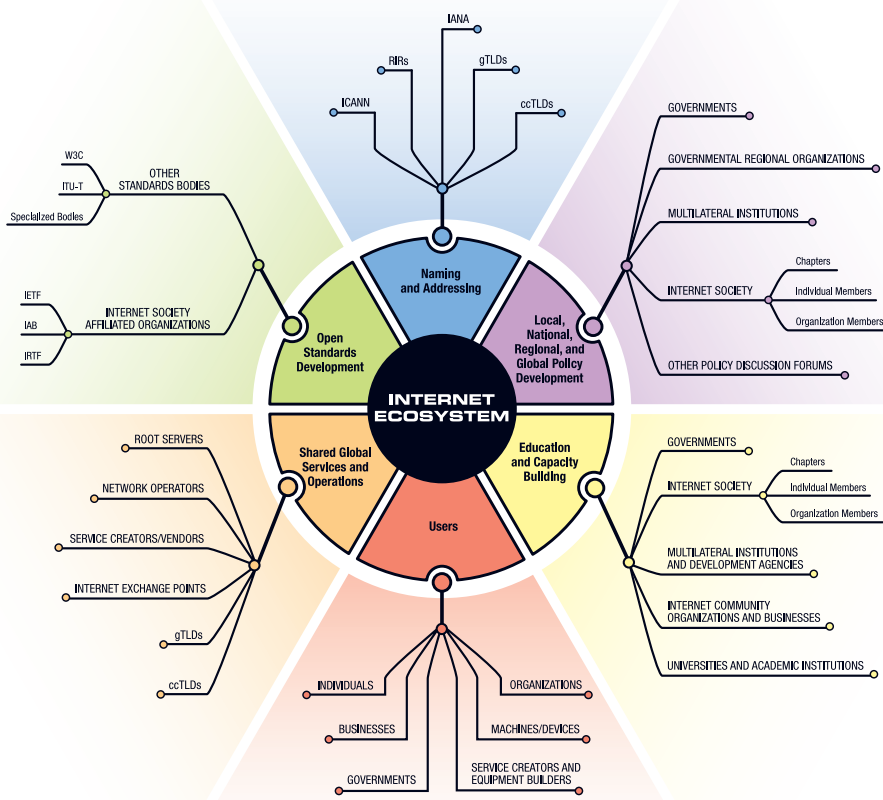 IANA
RIRs
gTLDs
ICANN
ccTLDs
Naming
and Addressing
W3C
ITU-T
Specialized Bodies
OTHER
STANDARDS BODIES
IETF
IAB
IRTF
INTERNET SOCIETY
AFFILIATED ORGANIZATIONS
Open
Standards
Development
GOVERNMENTS
GOVERNMENTAL REGIONAL ORGANIZATIONS
MULTILATERAL INSTITUTIONS
INTERNET SOCIETY
Chapters
Individual Members
Organization Members
OTHER POLICY DISCUSSION FORUMS
Local,
National,
Regional, and
Global Policy
Development
INTERNET
ECOSYSTEM
ROOT SERVERS
NETWORK OPERATORS
SERVICE CREATORS/VENDORS
INTERNET EXCHANGE POINTS
gTLDs
ccTLDs
Shared Global
Services and
Operations
Users
Education
and Capacity
Building
GOVERNMENTS
INTERNET SOCIETY
Chapters
Individual Members
Organization Members
MULTILATERAL INSTITUTIONS
AND DEVELOPMENT AGENCIES
INTERNET COMMUNITY
ORGANIZATIONS AND BUSINESSES
UNIVERSITIES AND ACADEMIC INSTITUTIONS
INDIVIDUALS
ORGANIZATIONS
BUSINESSES
MACHINES/DEVICES
GOVERNMENTS
SERVICE CREATORS AND
EQUIPMENT BUILDERS